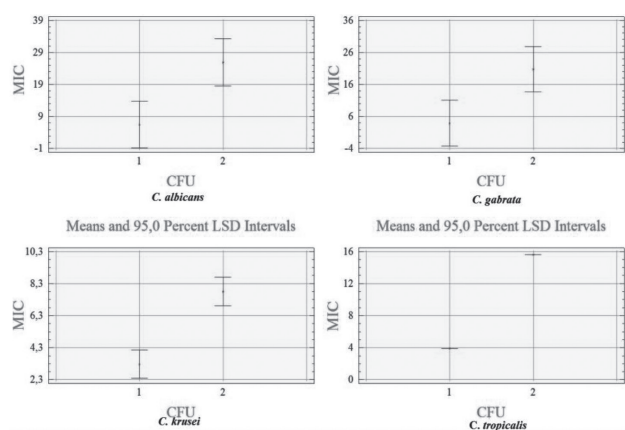 39
29
19
9
-1
MIC
1 2
CFU
C. albicans
36
26
16
6
-4
MIC
1 2
CFU
C. gabrata
Means and 95,0 Percent LSD Intervals
10,3
8,3
6,3
4,3
2,3
MIC
1 2
CFU
C. krusei
Means and 95,0 Percent LSD Intervals
16
12
8
4
0
MIC
1 2
CFU
C. tropicalis